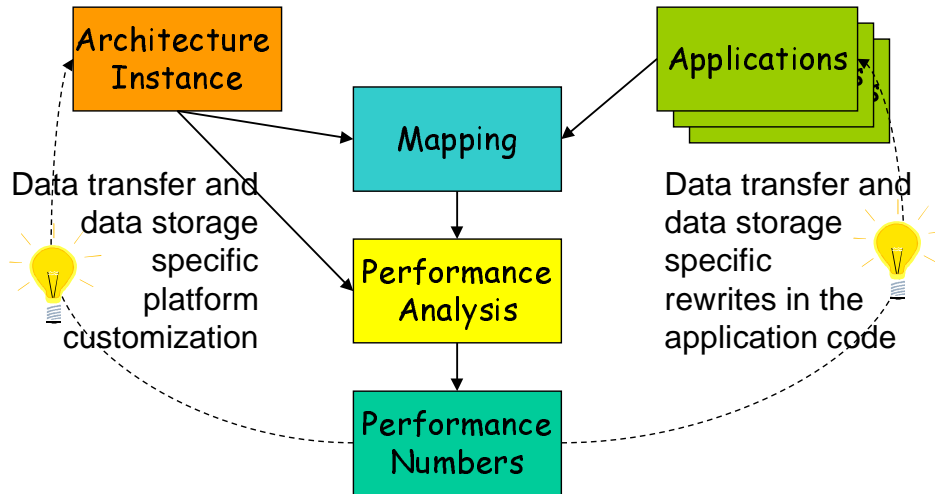 Architecture
Instance
Applications
Mapping
Data transfer and
data storage
specific
platform
customization
Data transfer and
data storage
specific
rewrites in the
application code
Performance
Analysis
Performance
Numbers